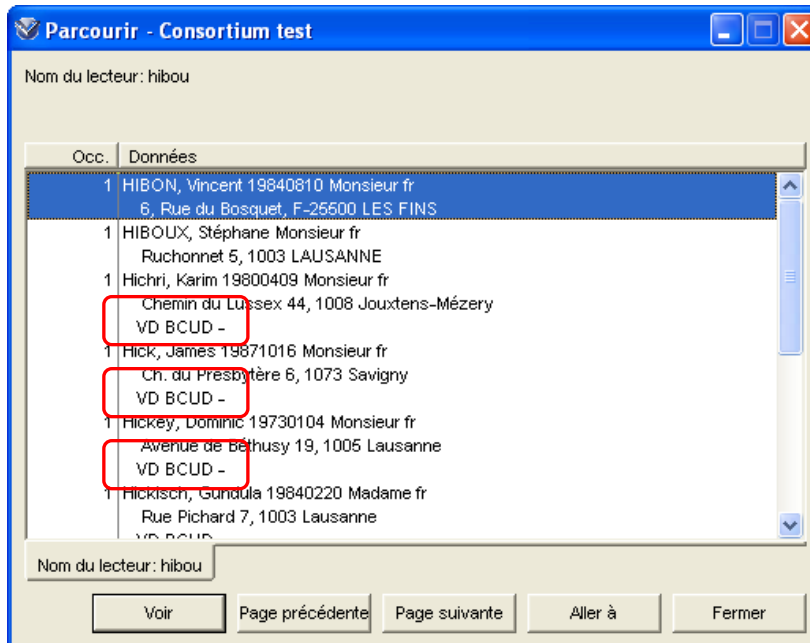 Parcourir - Consortium test
Nom du lecteur: hibou
Occ. Données
1 HIBON, Vincent 19840810 Monsieur fr
6, Rue du Bosquet, F-25500 LES FINS
1 HIBOUX, Stéphane Monsieur fr
Ruchonnet 5, 1003 LAUSANNE
1 Hichri, Karim 19800409 Monsieur fr
Chemin du Lussex 44, 1008 Jouxtens-Mézery
VD BCUD -
1 Hick, James 19871016 Monsieur fr
Ch. du Presbytère 6, 1073 Savigny
VD BCUD -
1 Hickey, Dominic 19730104 Monsieur fr
Avenue de Béthusy 19, 1005 Lausanne
VD BCUD -
1 Hickisch, Gundula 19840220 Madame fr
Rue Pichard 7, 1003 Lausanne
VD BCUD
Nom du lecteur: hibou
Voir Page précédente Page suivante Aller à Fermer